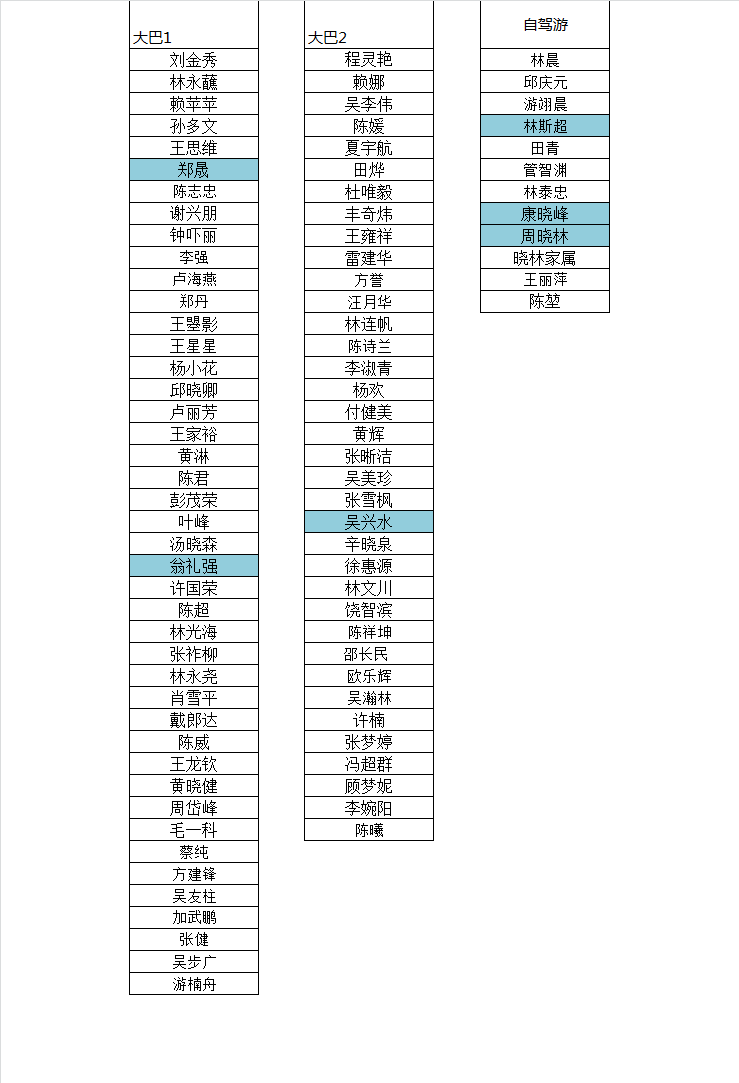 大巴1
刘金秀
林永蘸
赖苹苹
孙多文
王思维
郑晟
陈志忠
谢兴朋
钟吓丽
李强
卢海燕
郑丹
王曌影
王星星
杨小花
邱晓卿
卢丽芳
王家裕
黄淋
陈君
彭茂荣
叶峰
汤晓森
翁礼强
许国荣
陈超
林光海
张祚柳
林永尧
肖雪平
戴郎达
陈威
王龙钦
黄晓健
周岱峰
毛一科
蔡纯
方建锋
吴友柱
加武鹏
张健
吴步广
游楠舟
大巴2
程灵艳
赖娜
吴李伟
陈媛
夏宇航
田烨
杜唯毅
丰奇炜
王雍祥
雷建华
方誉
汪月华
林连帆
陈诗兰
李淑青
杨欢
付健美
黄辉
张晰洁
吴美珍
张雪枫
吴兴水
辛晓泉
徐惠源
林文川
饶智滨
陈祥坤
邵长民
欧乐辉
吴瀚林
许楠
张梦婷
冯超群
顾梦妮
李婉阳
陈曦
自驾游
林晨
邱庆元
游翊晨
林斯超
田青
管智渊
林泰忠
康晓峰
周晓林
晓林家属
王丽萍
陈堃